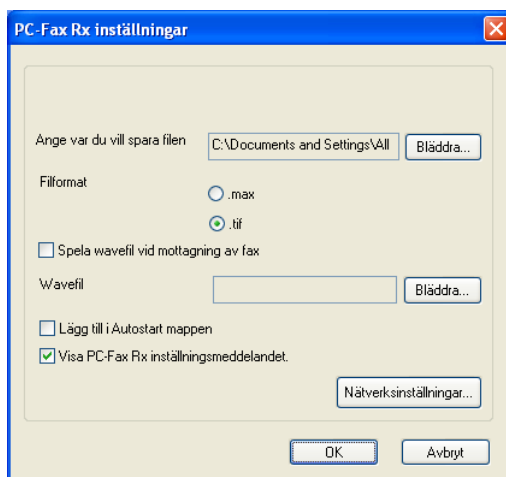 PC-Fax Rx inställningar
Ange var du vill spara filen C:\Documents and Settings\All Bläddra...
Filformat .max
.tif
Spela wavefil vid mottagning av fax
Wavefil Bläddra...
Lägg till i Autostart mappen
Visa PC-Fax Rx inställningsmeddelandet.
Nätverksinställningar...
OK Avbryt